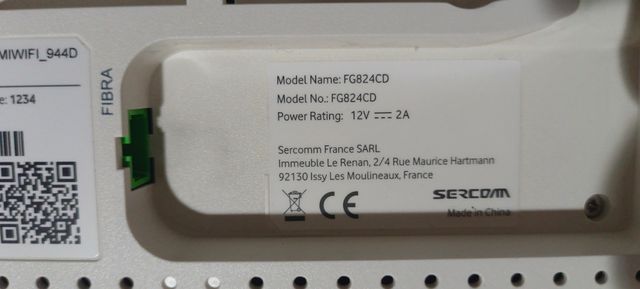 MIWIFI_944D
e: 1234
FIBRA
Model Name: FG824CD
Model No.: FG824CD
Power Rating: 12V ⎓ 2A
Sercomm France SARL
Immeuble Le Renan, 2/4 Rue Maurice Hartmann
92130 Issy Les Moulineaux, France
CE
SERCOMM
Made in China